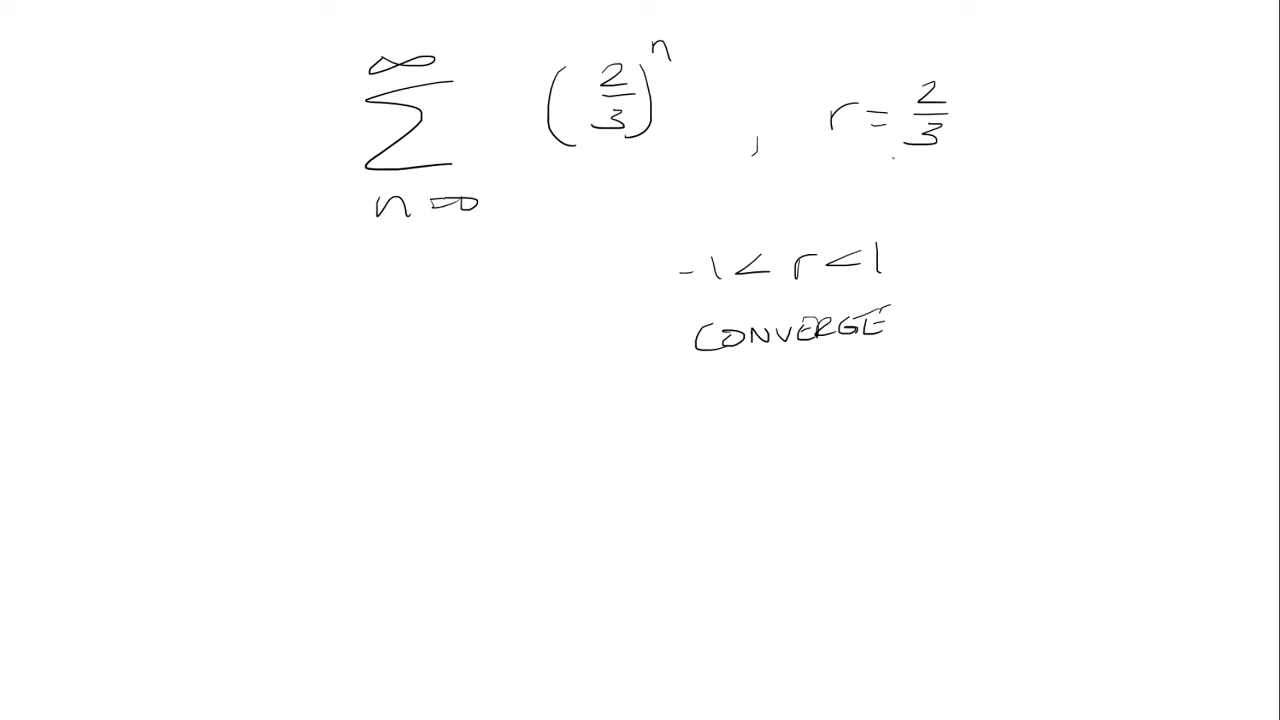 ∞
∑ (2/3)^n , r = 2/3
n=0
-1 < r < 1
CONVERGE